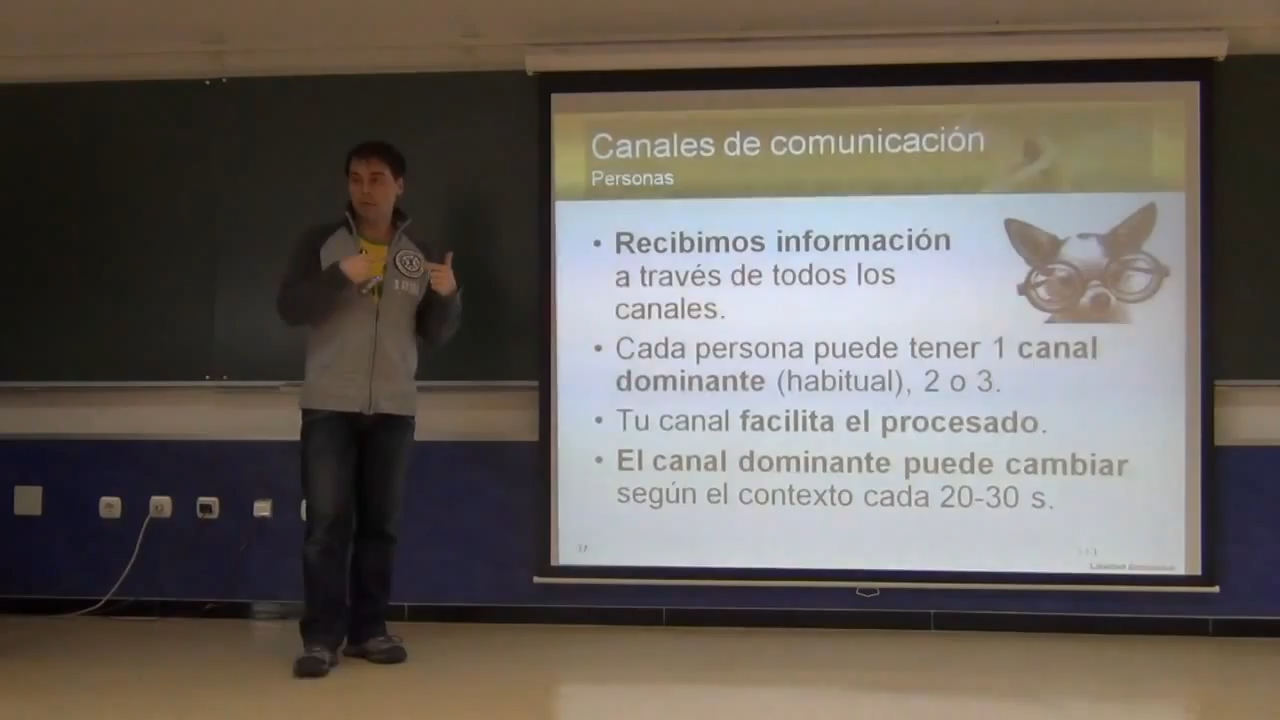 Canales de comunicación
Personas
• Recibimos información
a través de todos los
canales.
• Cada persona puede tener 1 canal
dominante (habitual), 2 o 3.
• Tu canal facilita el procesado.
• El canal dominante puede cambiar
según el contexto cada 20-30 s.